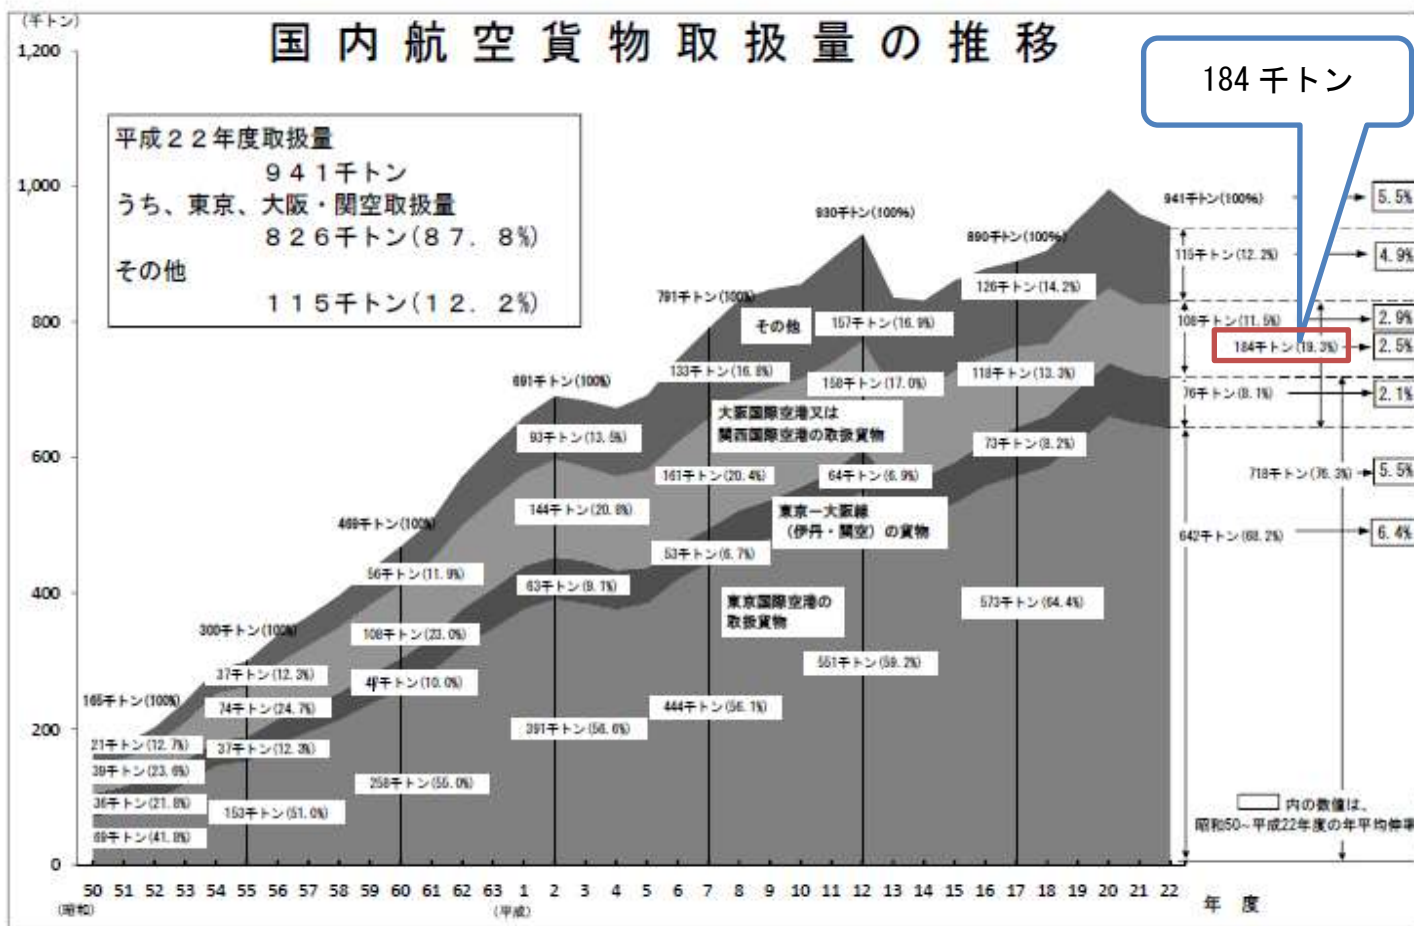 (千トン)
国内航空貨物取扱量の推移
184 千トン
1,200
1,000
800
600
400
200
0
平成２２年度取扱量
９４１千トン
うち、東京、大阪・関空取扱量
８２６千トン(８７．８%)
その他
１１５千トン(１２．２%)
165千トン(100%)
21千トン(12.7%)
39千トン(23.6%)
36千トン(21.8%)
69千トン(41.8%)
300千トン(100%)
37千トン(12.3%)
74千トン(24.7%)
37千トン(12.3%)
153千トン(51.0%)
469千トン(100%)
56千トン(11.9%)
108千トン(23.0%)
千トン(10.0%)
258千トン(55.0%)
691千トン(100%)
93千トン(13.5%)
144千トン(20.8%)
63千トン(9.1%)
391千トン(56.6%)
791千トン(100%)
133千トン(16.8%)
161千トン(20.4%)
53千トン(6.7%)
444千トン(56.1%)
930千トン(100%)
157千トン(16.9%)
158千トン(17.0%)
64千トン(6.9%)
551千トン(59.2%)
890千トン(100%)
126千トン(14.2%)
118千トン(13.3%)
73千トン(8.2%)
573千トン(64.4%)
その他
大阪国際空港又は
関西国際空港の取扱貨物
東京－大阪線
（伊丹・関空）の貨物
東京国際空港の
取扱貨物
941千トン(100%)
5.5%
115千トン(12.2%)
4.9%
108千トン(11.5%)
2.9%
184千トン(19.3%)
2.5%
76千トン(8.1%)
2.1%
718千トン(76.3%)
5.5%
642千トン(68.2%)
6.4%
内の数値は、
昭和50~平成22年度の年平均伸率
50 51 52 53 54 55 56 57 58 59 60 61 62 63 1 2 3 4 5 6 7 8 9 10 11 12 13 14 15 16 17 18 19 20 21 22
(昭和)
(平成)
年 度